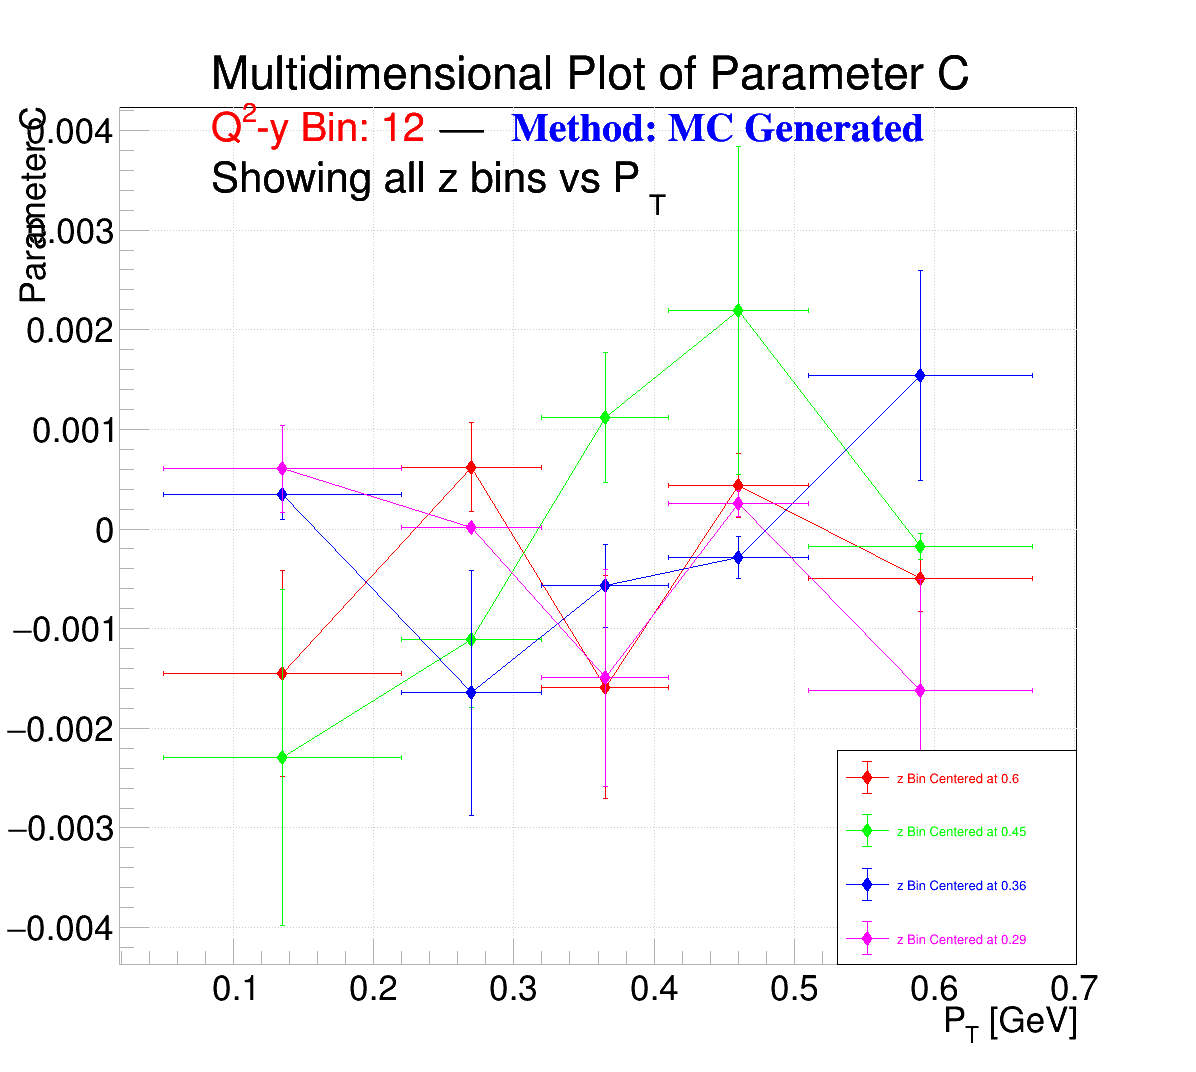 Multidimensional Plot of Parameter C
Q2-y Bin: 12 — Method: MC Generated
Showing all z bins vs PT
Parameter C
0.004
0.003
0.002
0.001
0
−0.001
−0.002
−0.003
−0.004
z Bin Centered at 0.6
z Bin Centered at 0.45
z Bin Centered at 0.36
z Bin Centered at 0.29
0.1 0.2 0.3 0.4 0.5 0.6 0.7
PT [GeV]